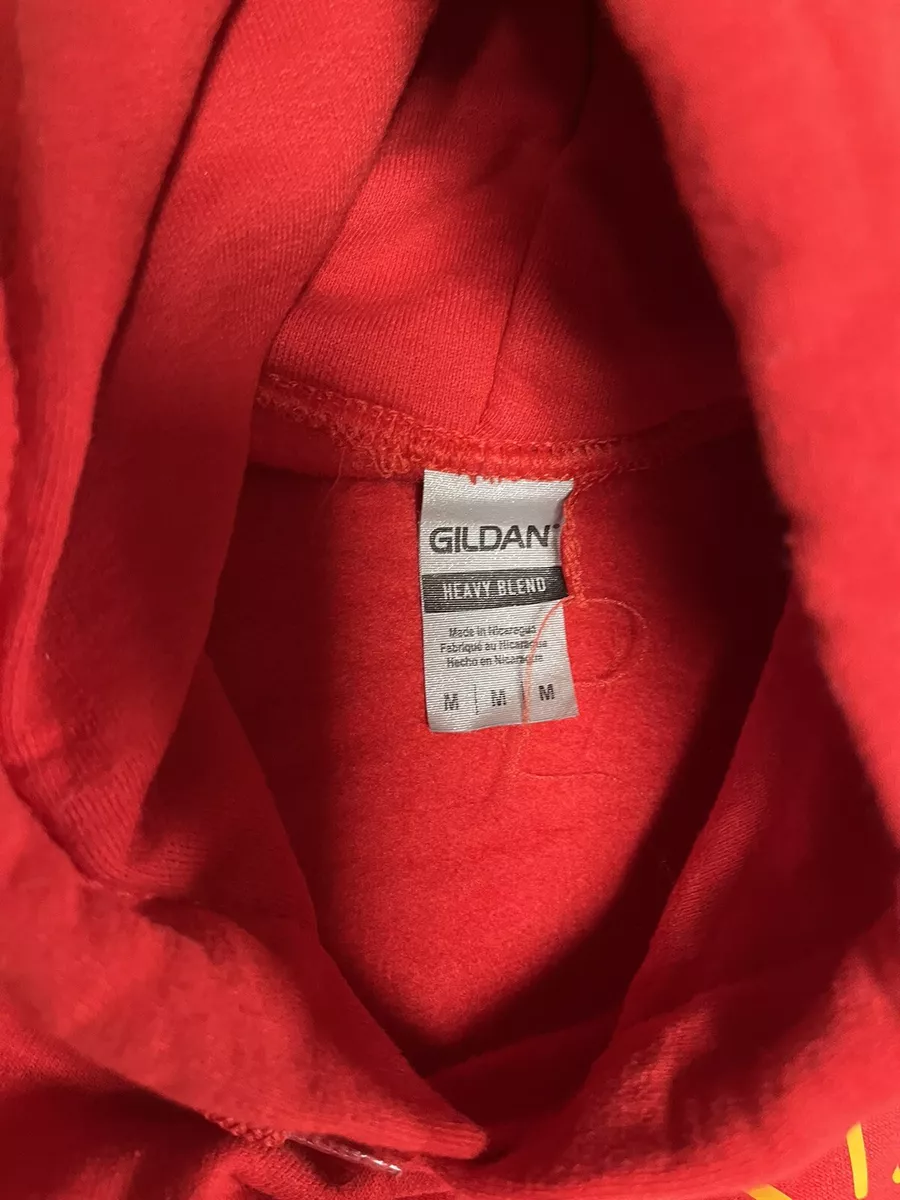 GILDAN
HEAVY BLEND
Made in Nicaragua
Fabriqué au Nicaragua
Hecho en Nicaragua
M | M | M